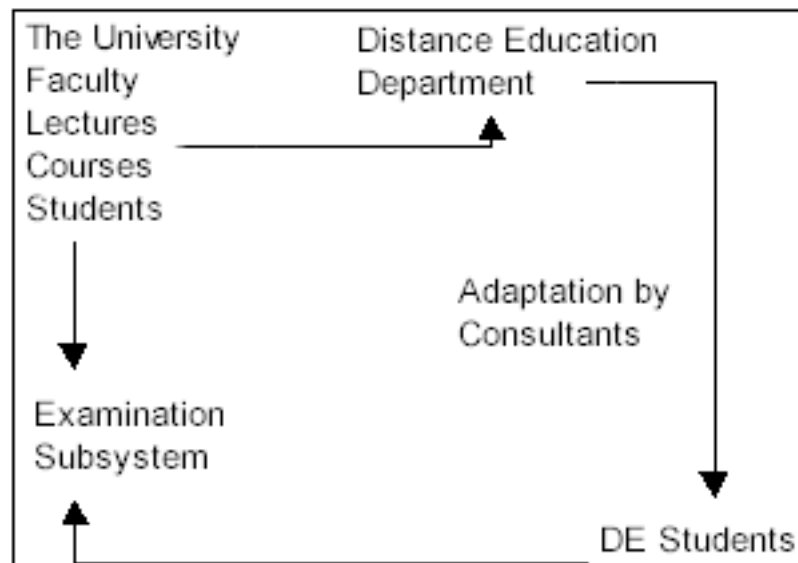 The University
Faculty
Lectures
Courses
Students
Distance Education
Department
Adaptation by
Consultants
Examination
Subsystem
DE Students